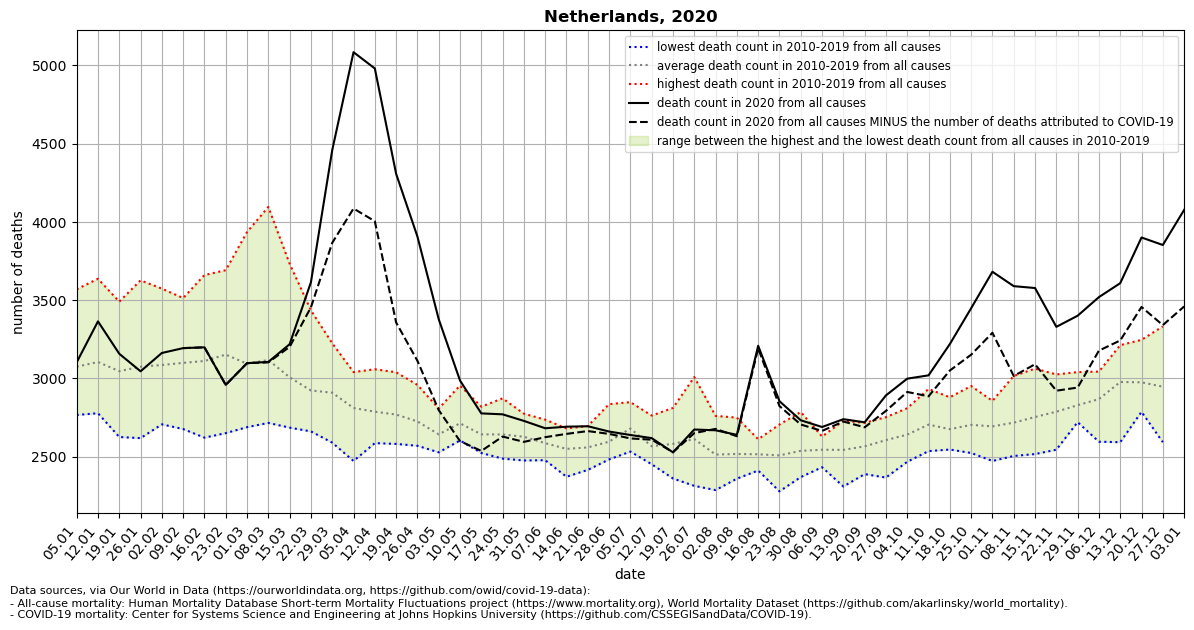 Netherlands, 2020
lowest death count in 2010-2019 from all causes
average death count in 2010-2019 from all causes
highest death count in 2010-2019 from all causes
death count in 2020 from all causes
death count in 2020 from all causes MINUS the number of deaths attributed to COVID-19
range between the highest and the lowest death count from all causes in 2010-2019
number of deaths
5000
4500
4000
3500
3000
2500
05.01 12.01 19.01 26.01 02.02 09.02 16.02 23.02 01.03 08.03 15.03 22.03 29.03 05.04 12.04 19.04 26.04 03.05 10.05 17.05 24.05 31.05 07.06 14.06 21.06 28.06 05.07 12.07 19.07 26.07 02.08 09.08 16.08 23.08 30.08 06.09 13.09 20.09 27.09 04.10 11.10 18.10 25.10 01.11 08.11 15.11 22.11 29.11 06.12 13.12 20.12 27.12 03.01
date
Data sources, via Our World in Data (https://ourworldindata.org, https://github.com/owid/covid-19-data):
- All-cause mortality: Human Mortality Database Short-term Mortality Fluctuations project (https://www.mortality.org), World Mortality Dataset (https://github.com/akarlinsky/world_mortality).
- COVID-19 mortality: Center for Systems Science and Engineering at Johns Hopkins University (https://github.com/CSSEGISandData/COVID-19).